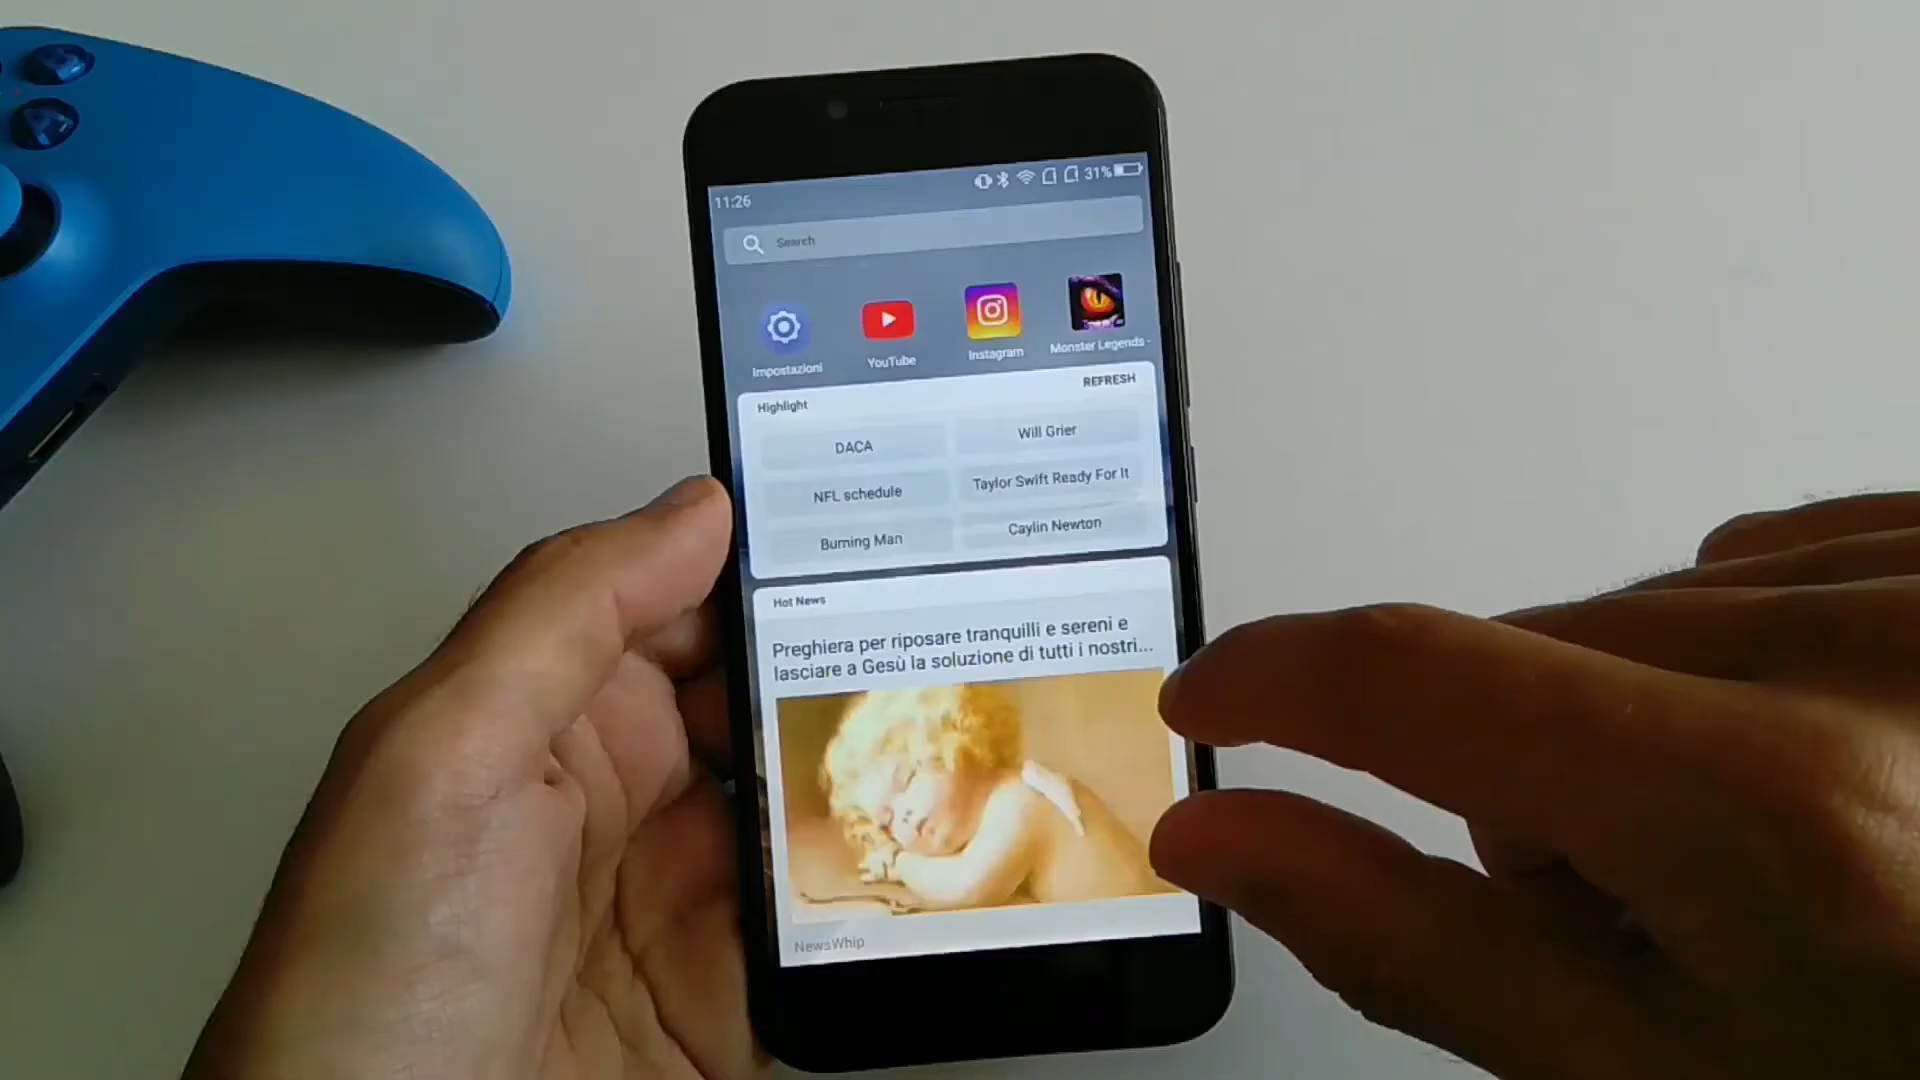 11:26
31%
Search
Impostazioni
YouTube
Instagram
Monster Legends -
Highlight
REFRESH
DACA
Will Grier
NFL schedule
Taylor Swift Ready For It
Burning Man
Caylin Newton
Hot News
Preghiera per riposare tranquilli e sereni e
lasciare a Gesù la soluzione di tutti i nostri...
NewsWhip